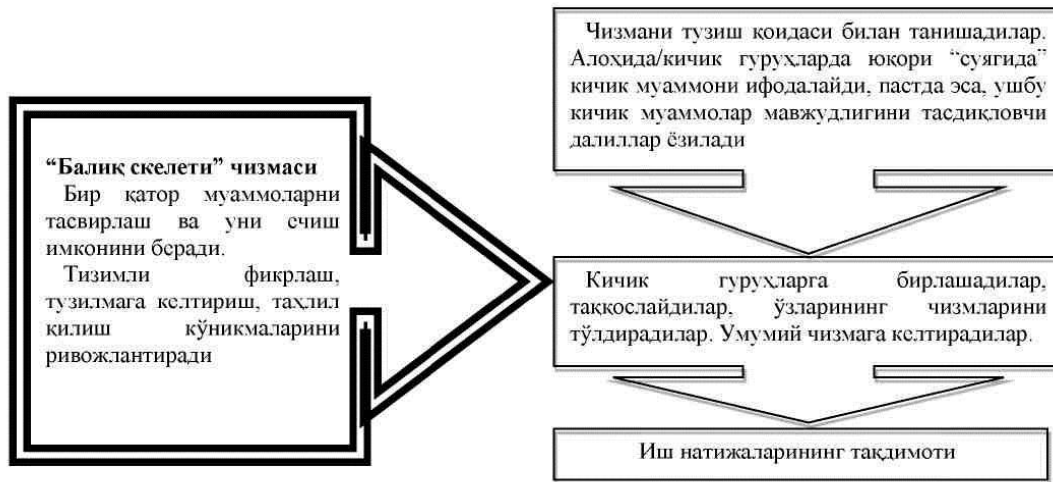 “Балиқ скелети” чизмаси
Бир қатор муаммоларни
тасвирлаш ва уни ечиш
имконини беради.
Тизимли фикрлаш,
тузилмага келтириш, таҳлил
қилиш кўникмаларини
ривожлантиради
Чизмани тузиш қоидаси билан танишадилар.
Алоҳида/кичик гуруҳларда юқори “суягида”
кичик муаммони ифодалайди, пастда эса, ушбу
кичик муаммолар мавжудлигини тасдиқловчи
далиллар ёзилади
Кичик гуруҳларга бирлашадилар,
таққослайдилар, ўзларининг чизмларини
тўлдирадилар. Умумий чизмага келтирадилар.
Иш натижаларининг тақдимоти